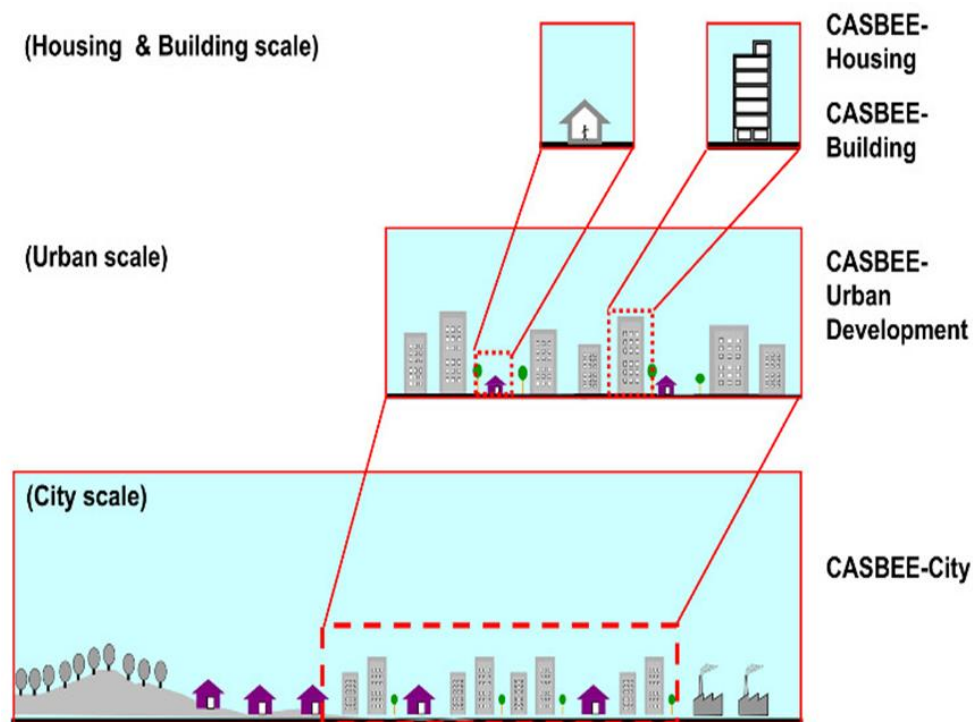 (Housing & Building scale)
CASBEE-
Housing
CASBEE-
Building
(Urban scale)
CASBEE-
Urban
Development
(City scale)
CASBEE-City